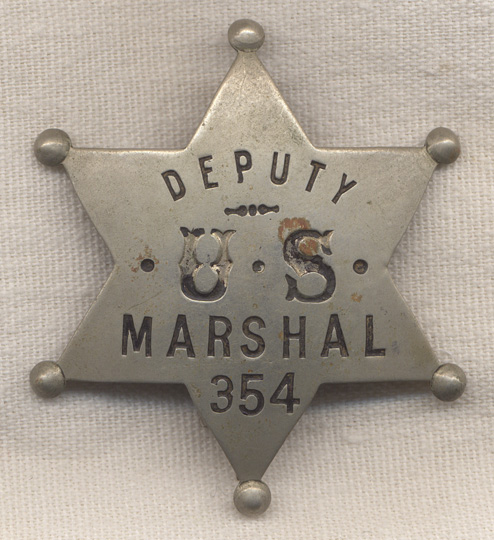 DEPUTY
· U · S ·
MARSHAL
354